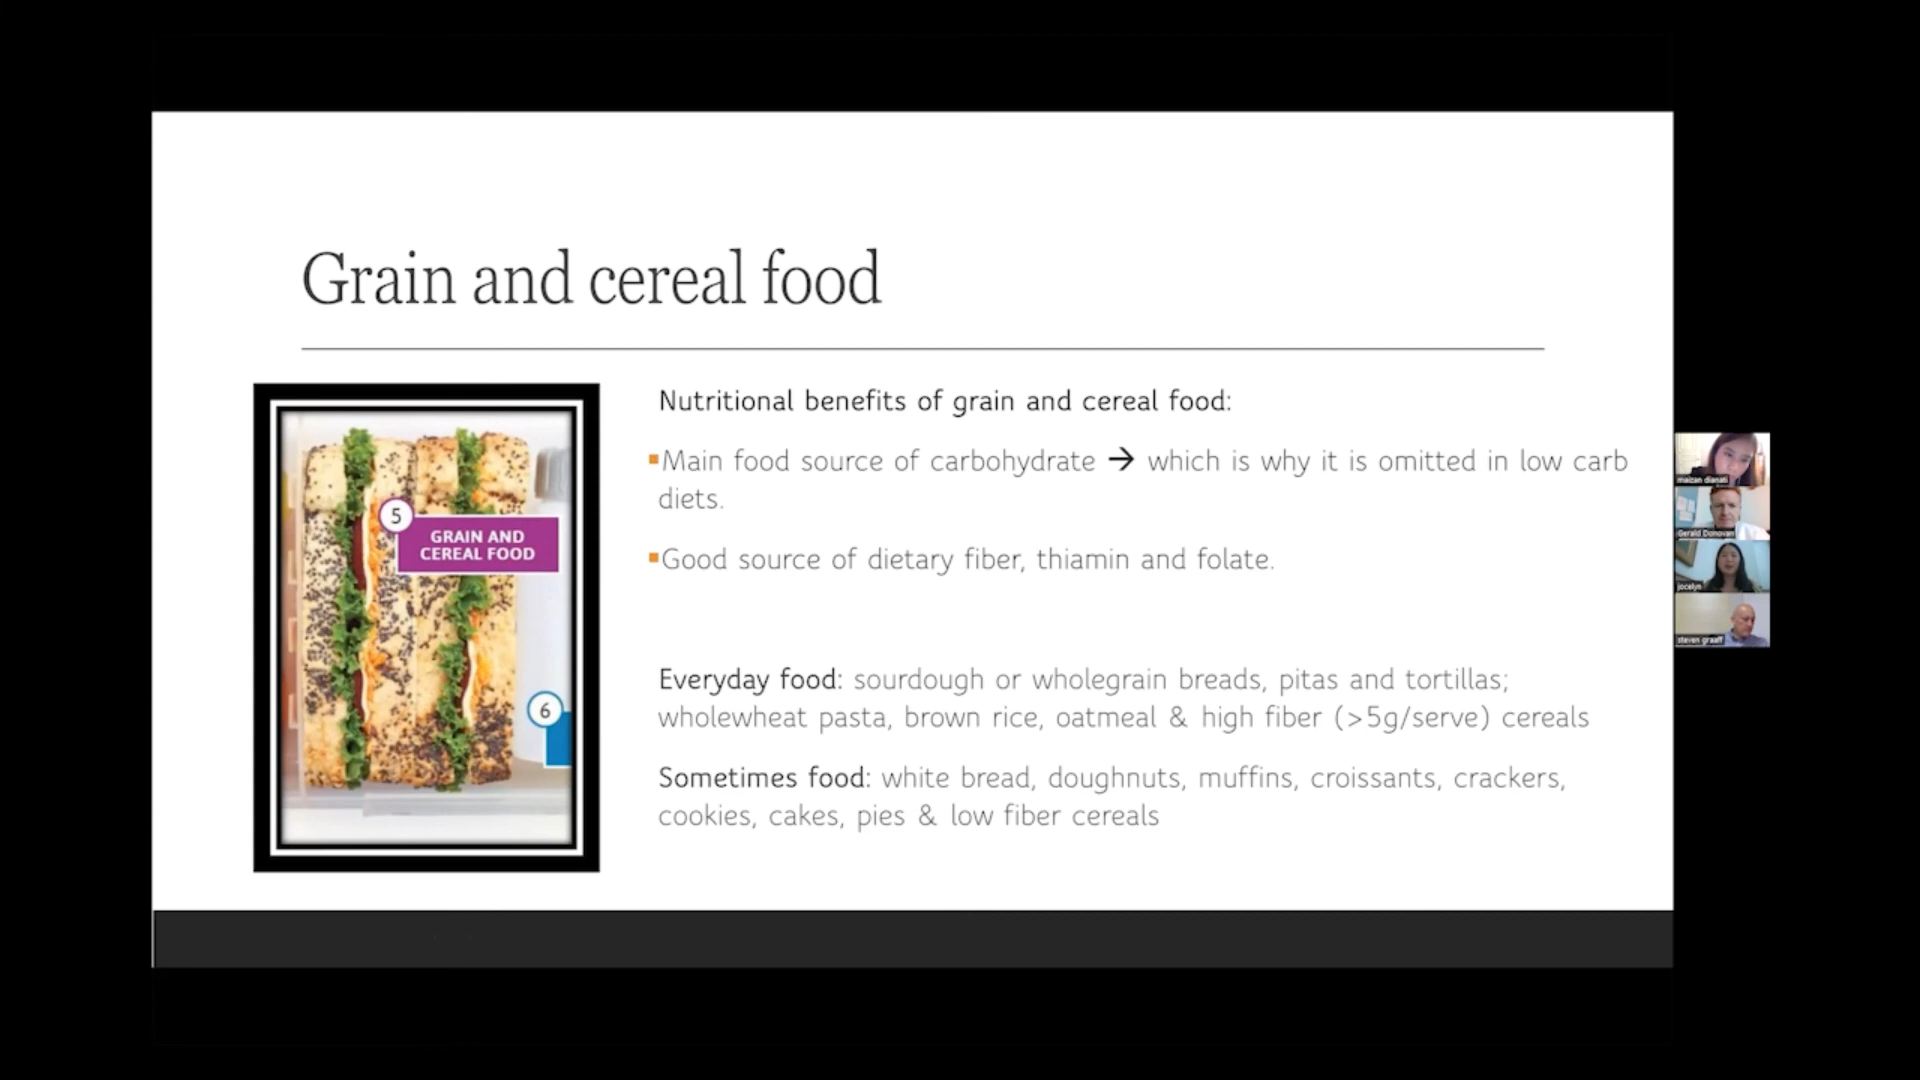 Grain and cereal food
5
GRAIN AND
CEREAL FOOD
6
Nutritional benefits of grain and cereal food:
▪Main food source of carbohydrate → which is why it is omitted in low carb
diets.
▪Good source of dietary fiber, thiamin and folate.
Everyday food: sourdough or wholegrain breads, pitas and tortillas;
wholewheat pasta, brown rice, oatmeal & high fiber (>5g/serve) cereals
Sometimes food: white bread, doughnuts, muffins, croissants, crackers,
cookies, cakes, pies & low fiber cereals
maizan dianati
Gerald Donovan
jocelyn
steven graaff